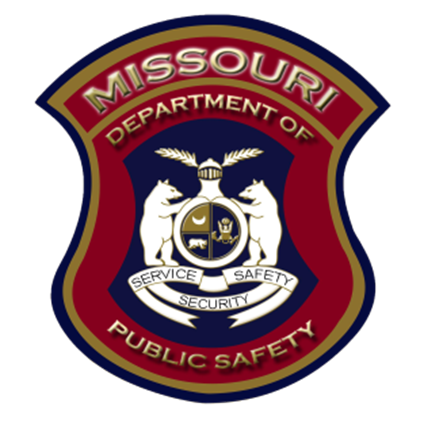 MISSOURI
DEPARTMENT OF
SERVICE SAFETY
SECURITY
PUBLIC SAFETY